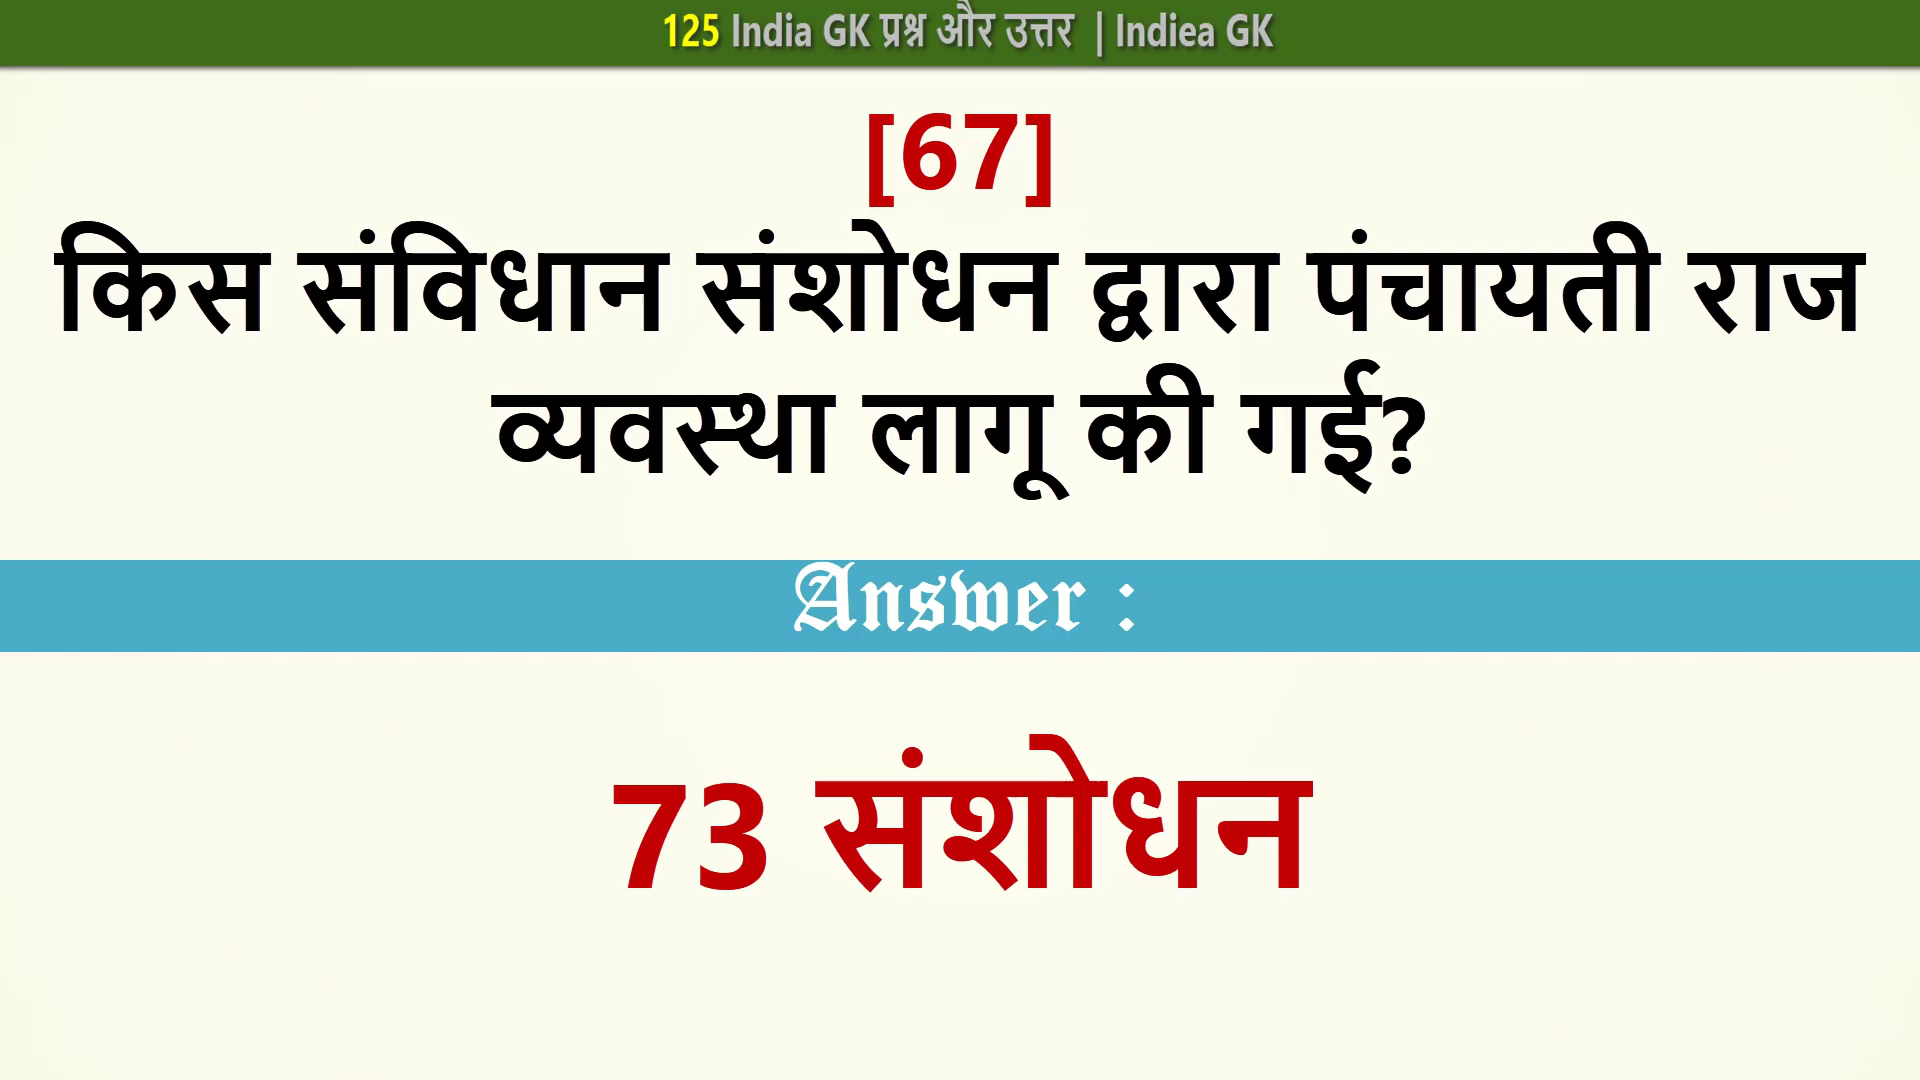 125 India GK प्रश्न और उत्तर | Indiea GK
[67]
किस संविधान संशोधन द्वारा पंचायती राज
व्यवस्था लागू की गई?
Answer :
73 संशोधन